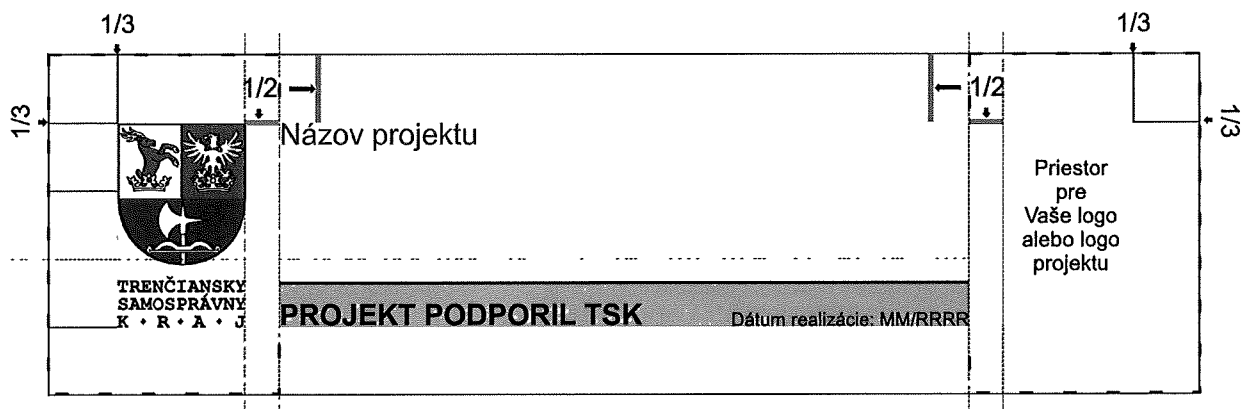 1/3
1/3
1/2
1/2
1/3
1/3
Názov projektu
Priestor
pre
Vaše logo
alebo logo
projektu
TRENČIANSKY
SAMOSPRÁVNY
K · R · A · J
PROJEKT PODPORIL TSK
Dátum realizácie: MM/RRRR